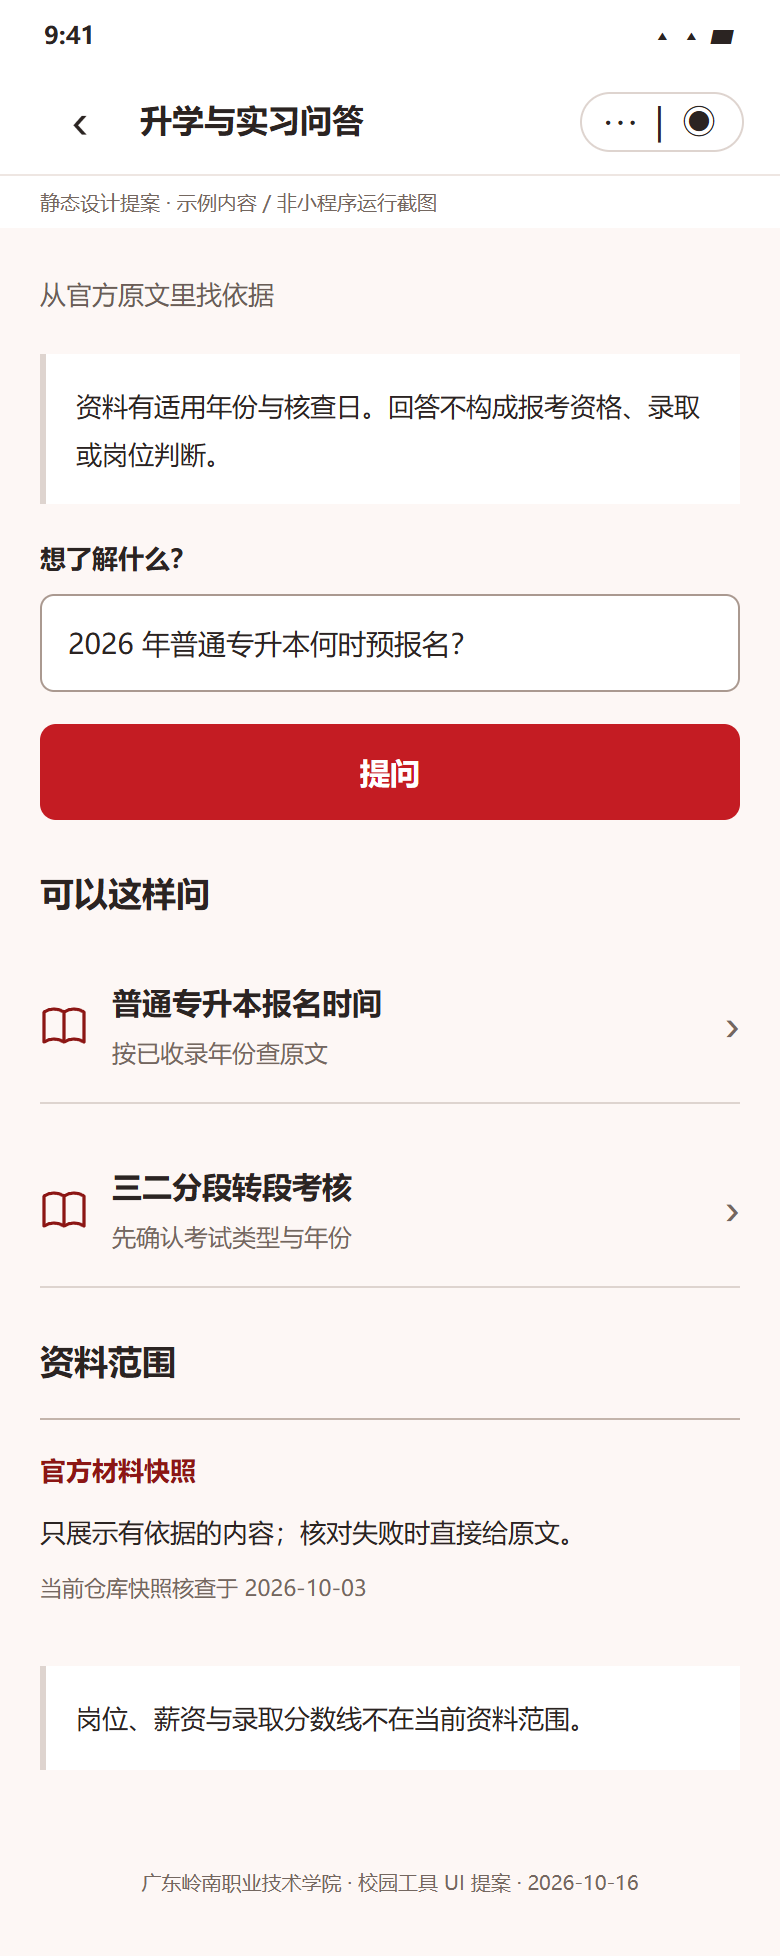 9:41
升学与实习问答
静态设计提案 · 示例内容 / 非小程序运行截图
从官方原文里找依据
资料有适用年份与核查日。回答不构成报考资格、录取
或岗位判断。
想了解什么？
2026 年普通专升本何时预报名？
提问
可以这样问
普通专升本报名时间
按已收录年份查原文
三二分段转段考核
先确认考试类型与年份
资料范围
官方材料快照
只展示有依据的内容；核对失败时直接给原文。
当前仓库快照核查于 2026-10-03
岗位、薪资与录取分数线不在当前资料范围。
广东岭南职业技术学院 · 校园工具 UI 提案 · 2026-10-16